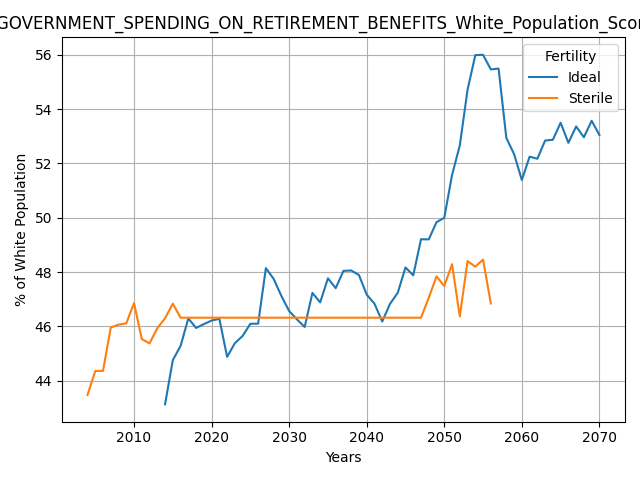 GOVERNMENT_SPENDING_ON_RETIREMENT_BENEFITS_White_Population_Scor
Fertility
Ideal
Sterile
% of White Population
56
54
52
50
48
46
44
2010 2020 2030 2040 2050 2060 2070
Years